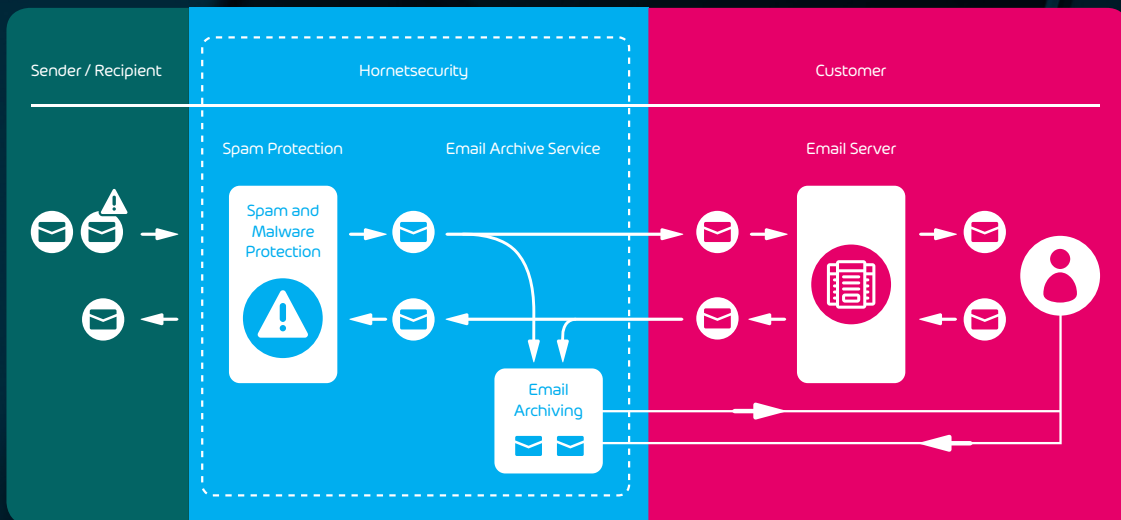 Sender / Recipient
Hornetsecurity
Customer
Spam Protection
Email Archive Service
Email Server
Spam and
Malware
Protection
Email
Archiving